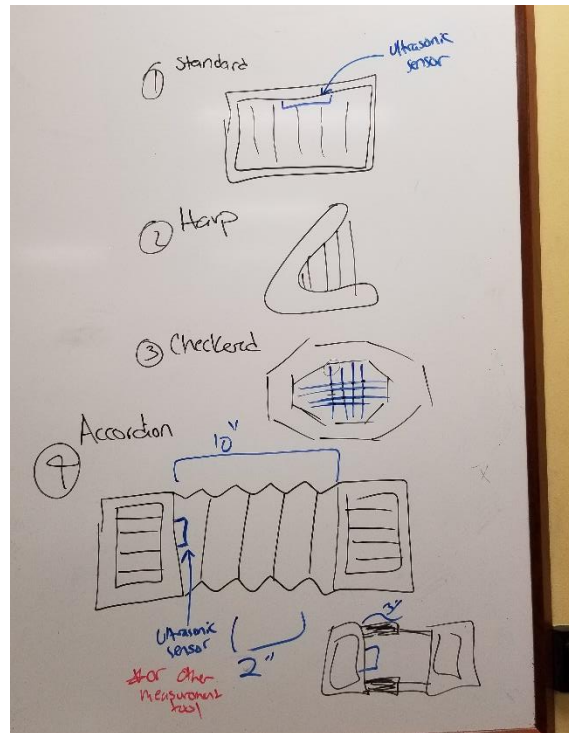 ① Standard
Ultrasonic
sensor
② Harp
③ Checkered
④ Accordion
10"
3"
Ultrasonic
sensor
2"
*or other
measurement
tool